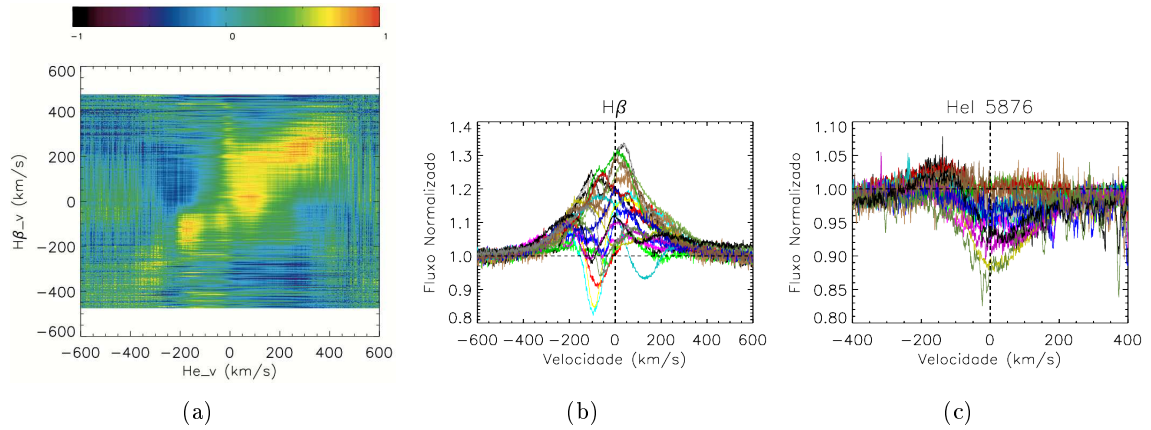 -1
0
1
600
400
200
0
-200
-400
-600
Hβ_v (km/s)
-600 -400 -200 0 200 400 600
He_v (km/s)
(a)
Hβ
1.4
1.3
1.2
1.1
1.0
0.9
0.8
Fluxo Normalizado
-600 -400 -200 0 200 400 600
Velocidade (km/s)
(b)
HeI 5876
1.10
1.05
1.00
0.95
0.90
0.85
0.80
Fluxo Normalizado
-400 -200 0 200 400
Velocidade (km/s)
(c)